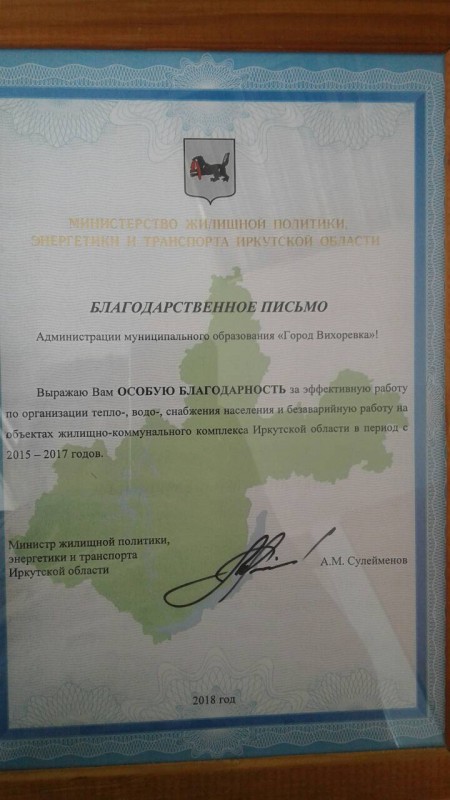 МИНИСТЕРСТВО ЖИЛИЩНОЙ ПОЛИТИКИ,
ЭНЕРГЕТИКИ И ТРАНСПОРТА ИРКУТСКОЙ ОБЛАСТИ
БЛАГОДАРСТВЕННОЕ ПИСЬМО
Администрации муниципального образования «Город Вихоревка»!
Выражаю Вам ОСОБУЮ БЛАГОДАРНОСТЬ за эффективную работу
по организации тепло-, водо-, снабжения населения и безаварийную работу на
объектах жилищно-коммунального комплекса Иркутской области в период с
2015 – 2017 годов.
Министр жилищной политики,
энергетики и транспорта
Иркутской области
А.М. Сулейменов
2018 год